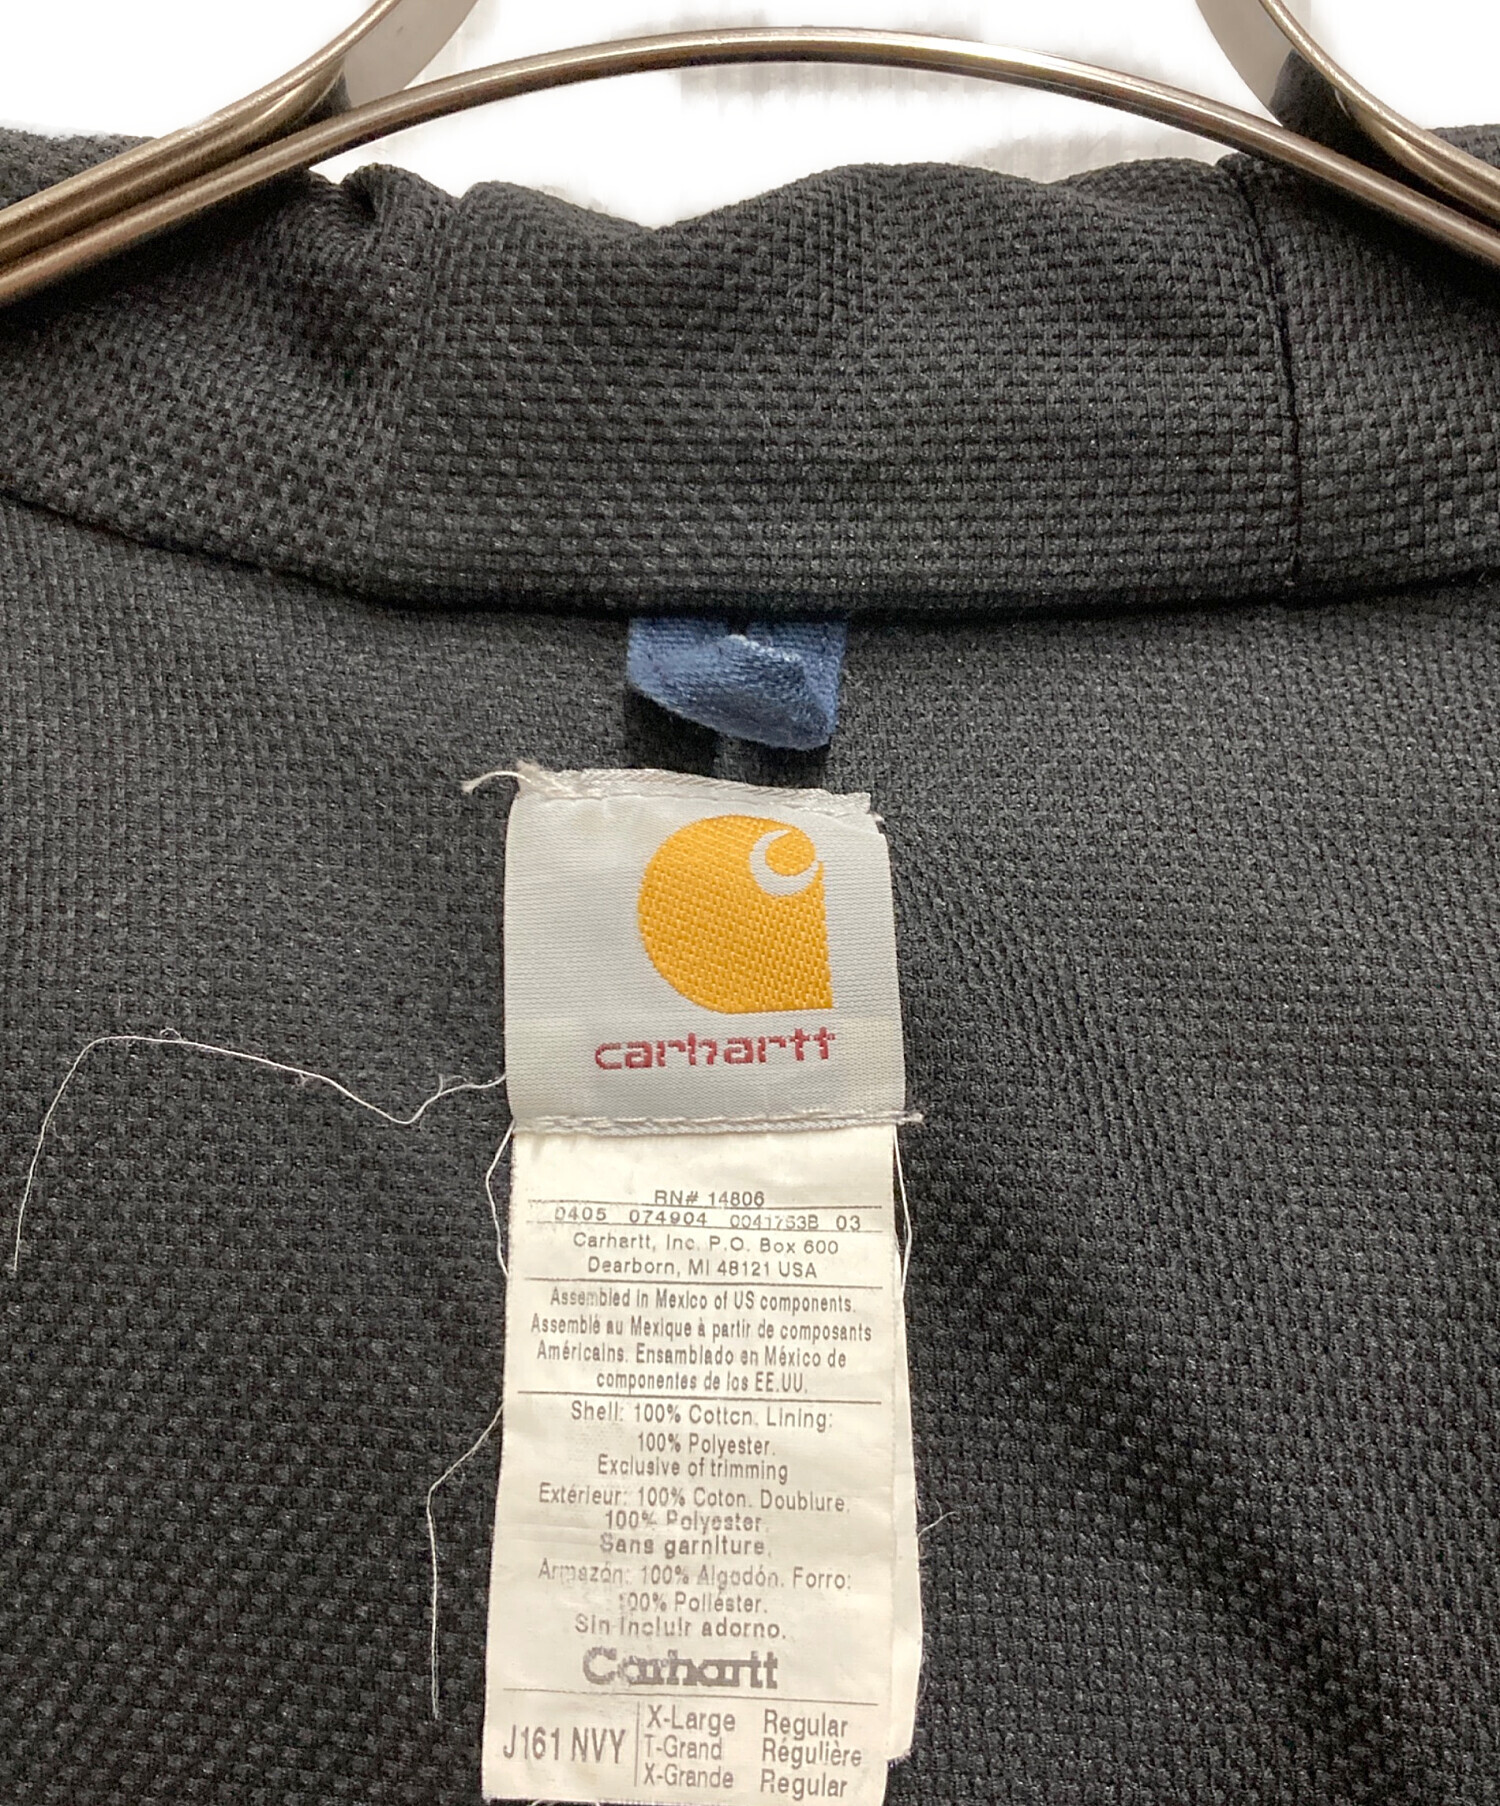 carhartt
RN# 14806
0405 074904 0041753B 03
Carhartt, Inc. P.O. Box 600
Dearborn, MI 48121 USA
Assembled in Mexico of US components.
Assemblé au Mexique à partir de composants
Américains. Ensamblado en México de
componentes de los EE.UU.
Shell: 100% Cotton. Lining:
100% Polyester.
Exclusive of trimming
Extérieur: 100% Coton. Doublure:
100% Polyester.
Sans garniture.
Armazón: 100% Algodón. Forro:
100% Poliéster.
Sin incluir adorno.
Carhartt
J161 NVY
X-Large Regular
T-Grand Régulière
X-Grande Regular